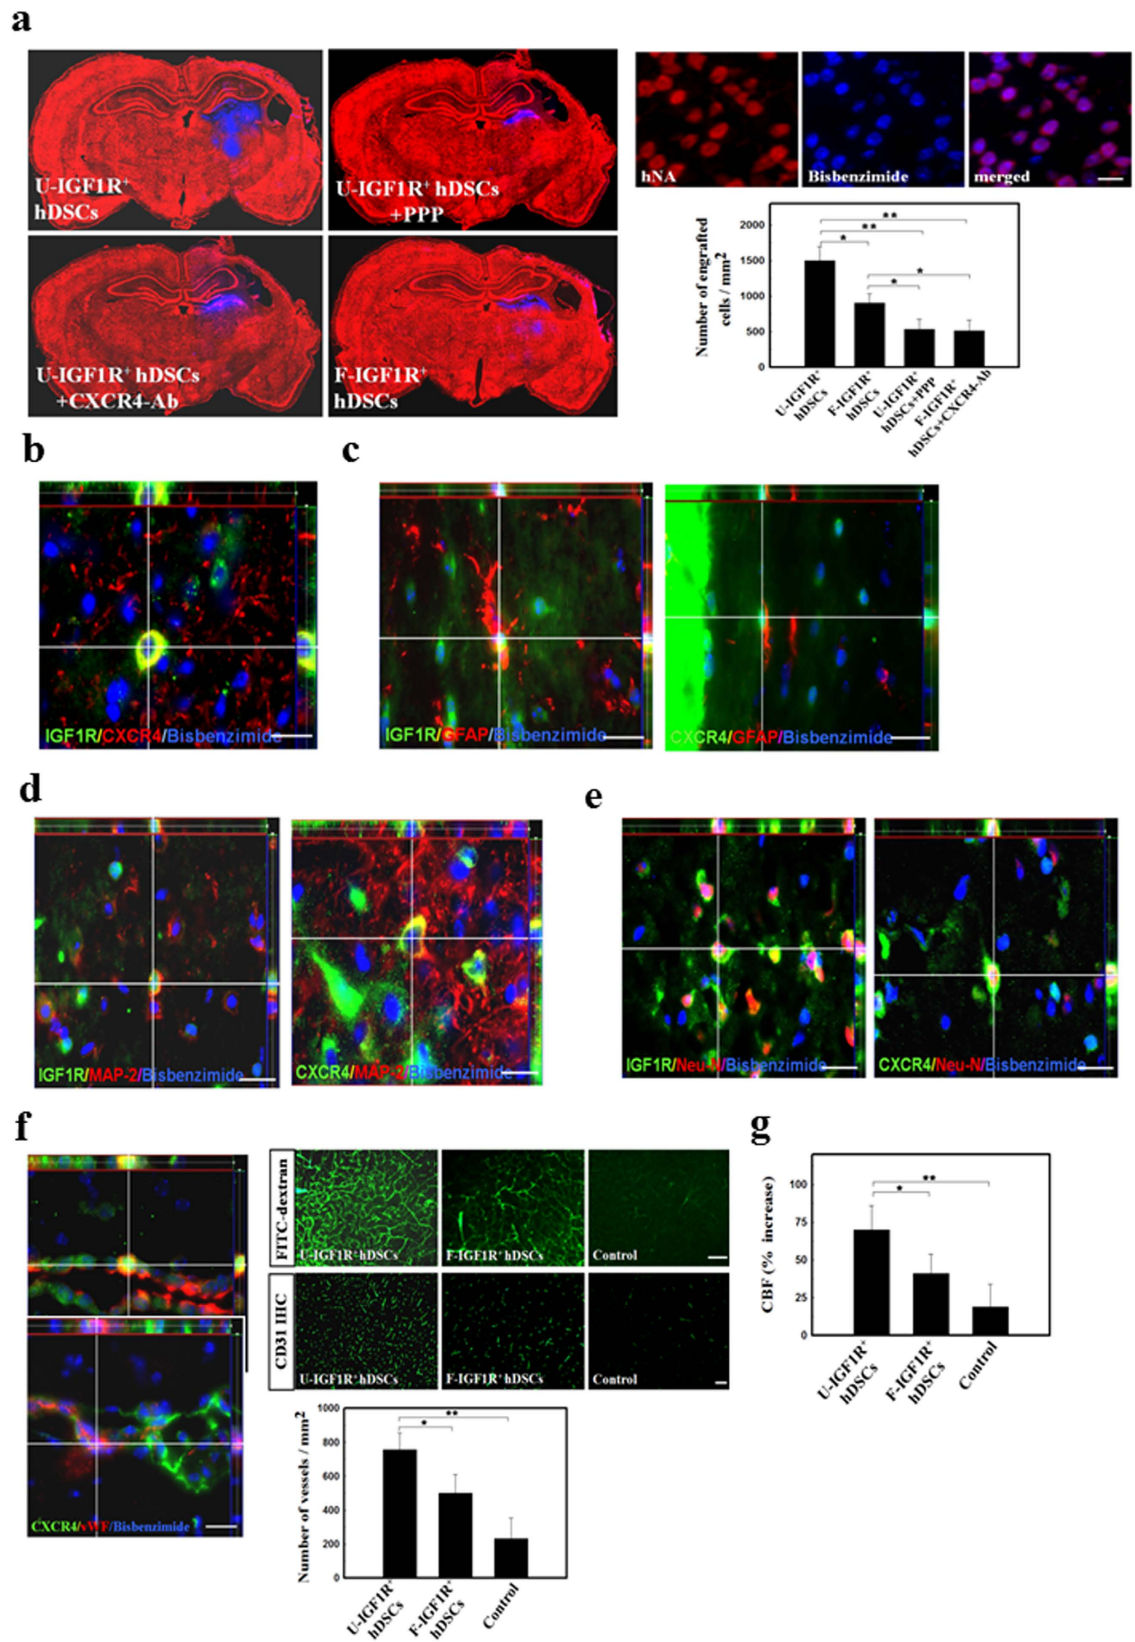 a
U-IGF1R⁺
hDSCs
U-IGF1R⁺ hDSCs
+PPP
U-IGF1R⁺ hDSCs
+CXCR4-Ab
F-IGF1R⁺
hDSCs
hNA
Bisbenzimide
merged
Number of engrafted
cells / mm²
2000
1500
1000
500
0
**
**
*
*
*
U-IGF1R⁺
hDSCs
F-IGF1R⁺
hDSCs
U-IGF1R⁺
hDSCs+PPP
F-IGF1R⁺
hDSCs+CXCR4-Ab
b
IGF1R/CXCR4/Bisbenzimide
c
IGF1R/GFAP/Bisbenzimide
CXCR4/GFAP/Bisbenzimide
d
IGF1R/MAP-2/Bisbenzimide
CXCR4/MAP-2/Bisbenzimide
e
IGF1R/Neu-N/Bisbenzimide
CXCR4/Neu-N/Bisbenzimide
f
CXCR4/vWF/Bisbenzimide
FITC-dextran
U-IGF1R⁺ hDSCs
F-IGF1R⁺ hDSCs
Control
CD31 IHC
U-IGF1R⁺ hDSCs
F-IGF1R⁺ hDSCs
Control
Number of vessels / mm²
1000
800
600
400
200
0
**
*
U-IGF1R⁺
hDSCs
F-IGF1R⁺
hDSCs
Control
g
CBF (% increase)
100
75
50
25
0
**
*
U-IGF1R⁺
hDSCs
F-IGF1R⁺
hDSCs
Control